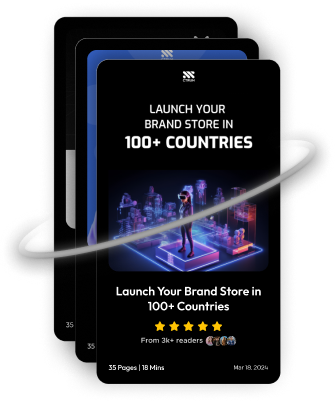 LAUNCH YOUR
BRAND STORE IN
100+ COUNTRIES
Launch Your Brand Store in
100+ Countries
From 3k+ readers
35 Pages | 18 Mins
Mar 18, 2024
35
35